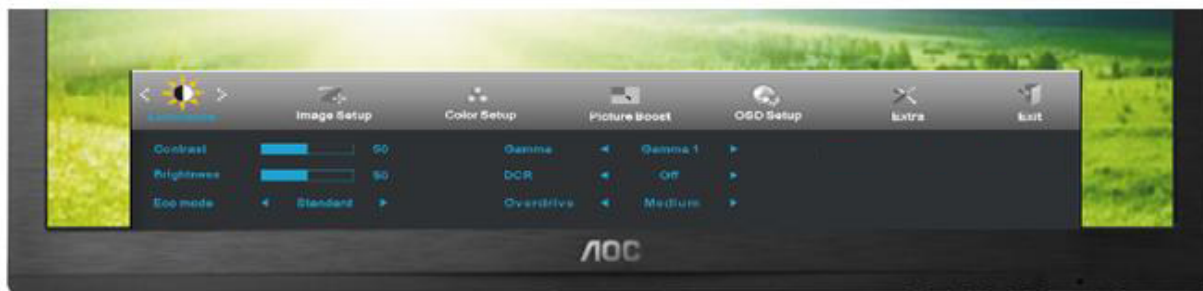 Luminance
Image Setup
Color Setup
Picture Boost
OSD Setup
Extra
Exit
Contrast 50
Brightness 50
Eco mode Standard
Gamma Gamma 1
DCR Off
Overdrive Medium
AOC